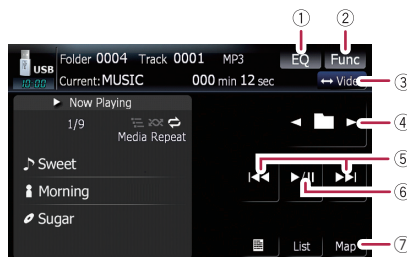 ① ②
USB Folder 0004 Track 0001 MP3 EQ Func
10:00 Current:MUSIC 000 min 12 sec Video ③
Now Playing
1/9
Media Repeat
④
Sweet
⑤
Morning
⑥
Sugar
List Map ⑦